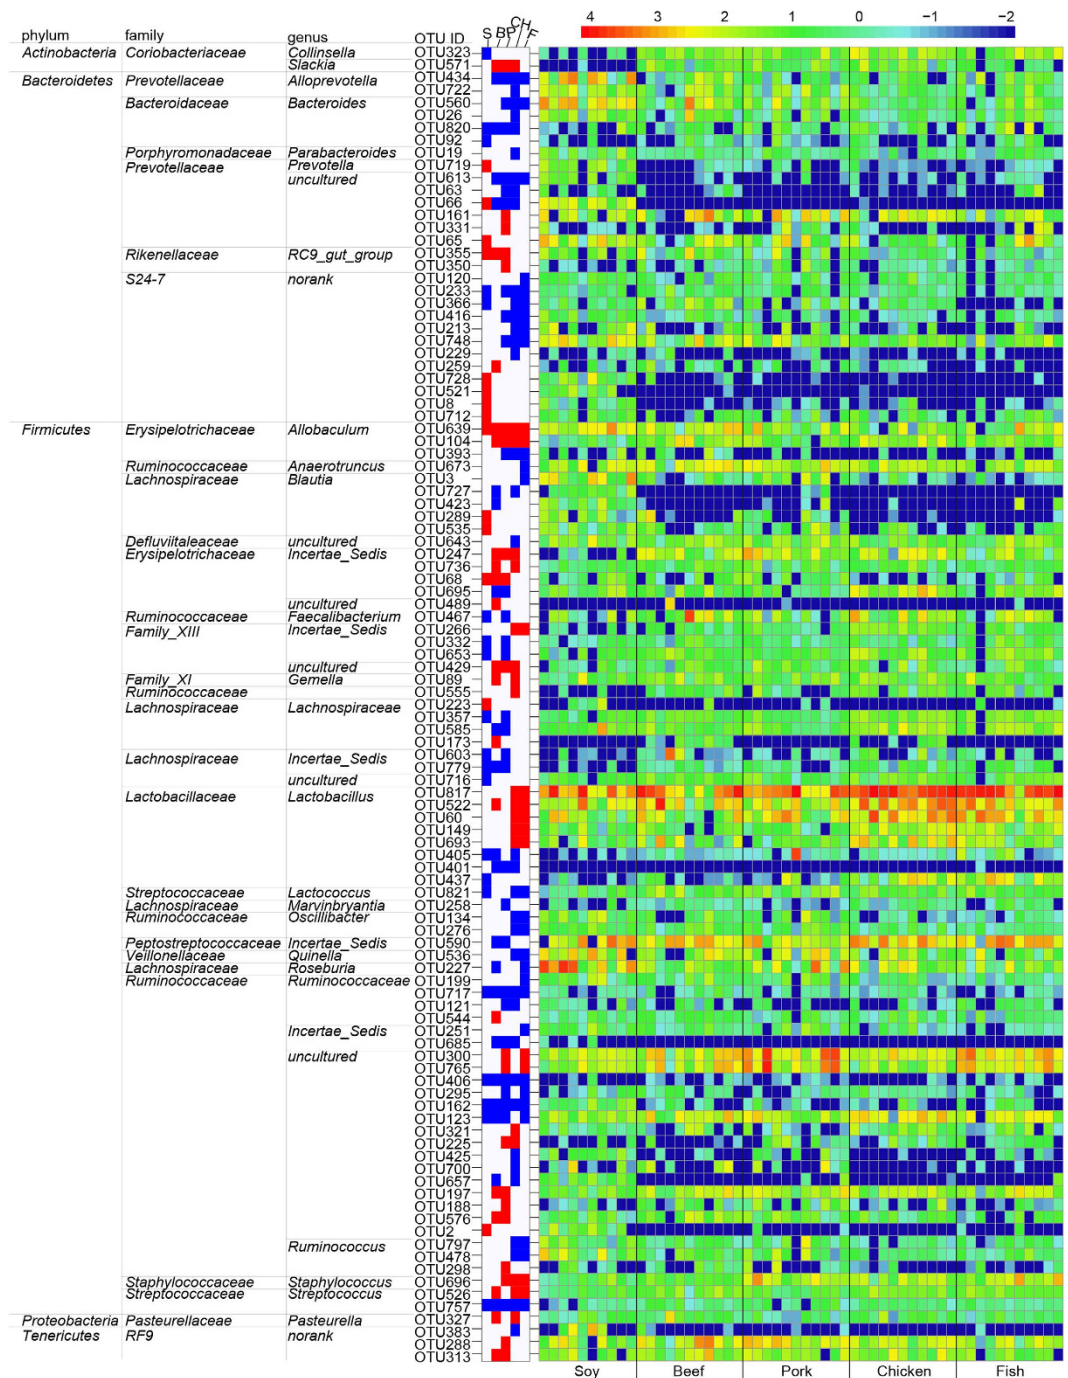 4 3 2 1 0 −1 −2
phylum family genus OTU ID S B P CH F
Actinobacteria Coriobacteriaceae Collinsella OTU323
Slackia OTU571
Bacteroidetes Prevotellaceae Alloprevotella OTU434
OTU722
Bacteroidaceae Bacteroides OTU560
OTU26
OTU820
OTU92
Porphyromonadaceae Parabacteroides OTU19
Prevotellaceae Prevotella OTU719
uncultured OTU613
OTU63
OTU66
OTU161
OTU331
OTU65
Rikenellaceae RC9_gut_group OTU355
OTU350
S24-7 norank OTU120
OTU233
OTU366
OTU416
OTU213
OTU748
OTU229
OTU259
OTU728
OTU521
OTU8
OTU712
Firmicutes Erysipelotrichaceae Allobaculum OTU639
OTU104
OTU393
Ruminococcaceae Anaerotruncus OTU673
Lachnospiraceae Blautia OTU3
OTU727
OTU423
OTU289
OTU535
Defluviitaleaceae uncultured OTU643
Erysipelotrichaceae Incertae_Sedis OTU247
OTU736
OTU68
OTU695
uncultured OTU489
Ruminococcaceae Faecalibacterium OTU467
Family_XIII Incertae_Sedis OTU266
OTU332
OTU653
uncultured OTU429
Family_XI Gemella OTU89
Ruminococcaceae OTU555
OTU223
Lachnospiraceae Lachnospiraceae OTU357
OTU585
OTU173
Lachnospiraceae Incertae_Sedis OTU603
OTU779
uncultured OTU716
Lactobacillaceae Lactobacillus OTU817
OTU522
OTU60
OTU149
OTU693
OTU405
OTU401
OTU437
Streptococcaceae Lactococcus OTU821
Lachnospiraceae Marvinbryantia OTU258
Ruminococcaceae Oscillibacter OTU134
OTU276
Peptostreptococcaceae Incertae_Sedis OTU590
Veillonellaceae Quinella OTU536
Lachnospiraceae Roseburia OTU227
Ruminococcaceae Ruminococcaceae OTU199
OTU717
OTU121
OTU544
Incertae_Sedis OTU251
OTU685
uncultured OTU300
OTU765
OTU406
OTU295
OTU162
OTU123
OTU321
OTU225
OTU425
OTU700
OTU657
OTU197
OTU188
OTU576
OTU2
Ruminococcus OTU797
OTU478
OTU298
Staphylococcaceae Staphylococcus OTU696
Streptococcaceae Streptococcus OTU526
OTU757
Proteobacteria Pasteurellaceae Pasteurella OTU327
Tenericutes RF9 norank OTU383
OTU288
OTU313
Soy Beef Pork Chicken Fish